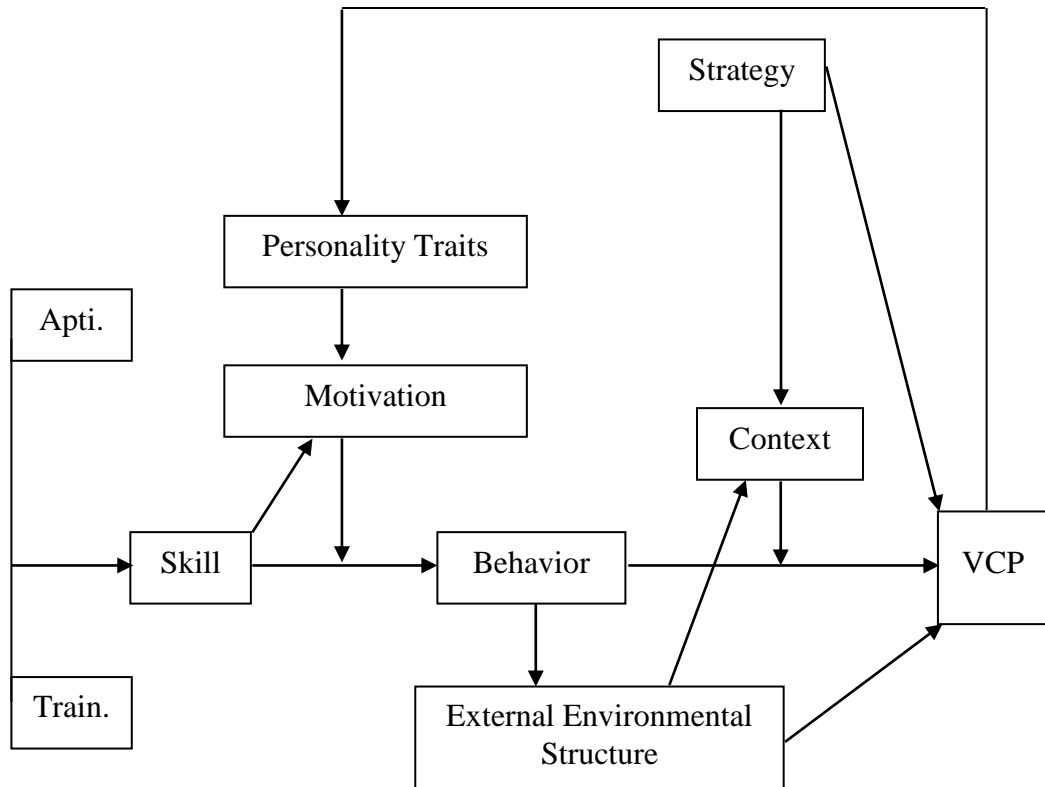 Strategy
Personality Traits
Apti.
Motivation
Context
Skill
Behavior
VCP
Train.
External Environmental
Structure